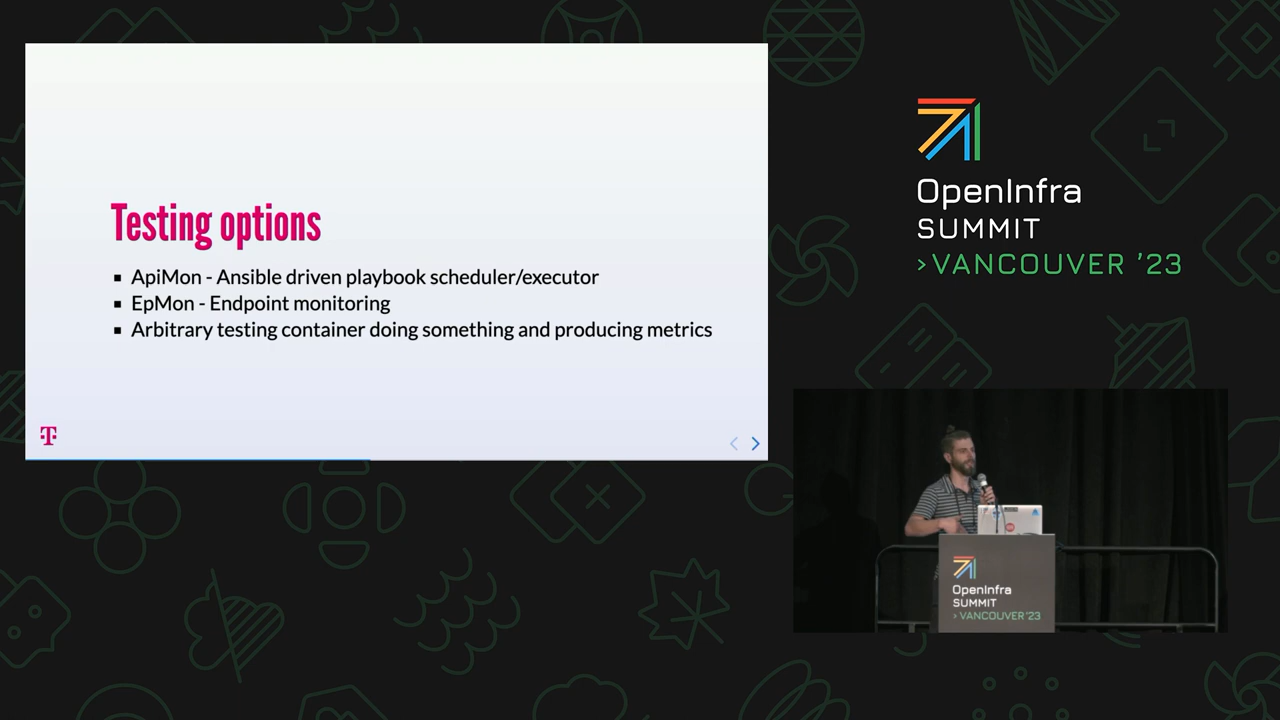 Testing options
ApiMon - Ansible driven playbook scheduler/executor
EpMon - Endpoint monitoring
Arbitrary testing container doing something and producing metrics
T
OpenInfra
SUMMIT
>VANCOUVER '23
OpenInfra
SUMMIT
>VANCOUVER'23